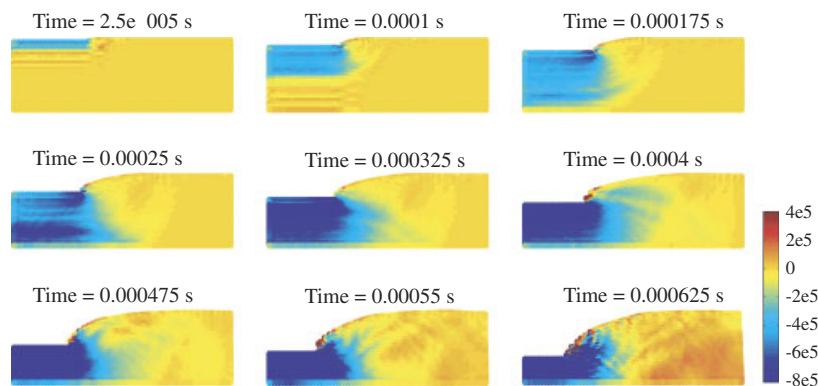 Time = 2.5e 005 s
Time = 0.0001 s
Time = 0.000175 s
Time = 0.00025 s
Time = 0.000325 s
Time = 0.0004 s
4e5
2e5
0
-2e5
-4e5
-6e5
-8e5
Time = 0.000475 s
Time = 0.00055 s
Time = 0.000625 s